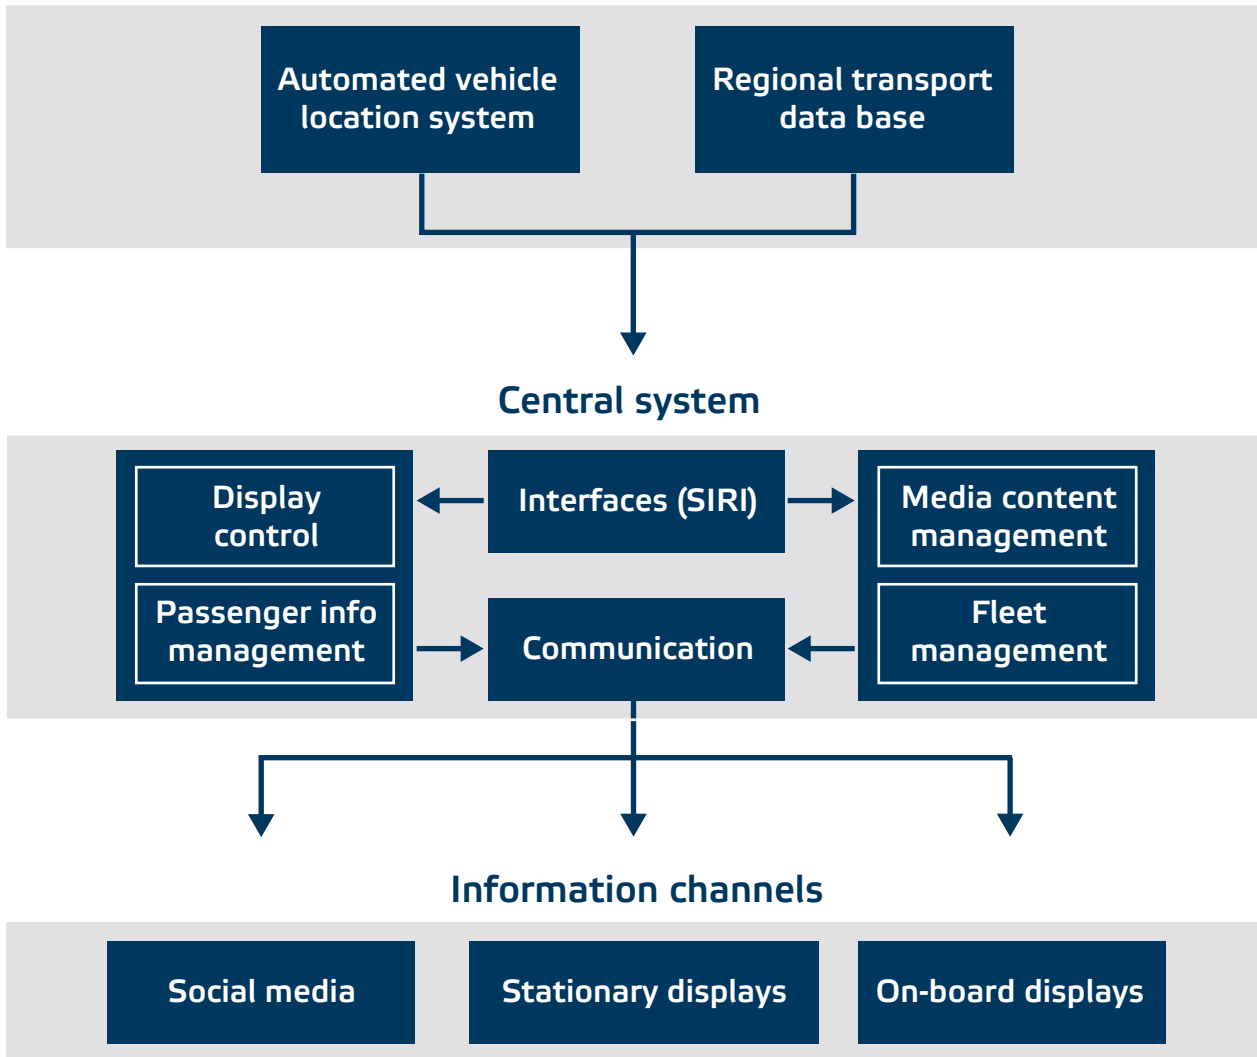 Automated vehicle
location system
Regional transport
data base
Central system
Display
control
Interfaces (SIRI)
Media content
management
Passenger info
management
Communication
Fleet
management
Information channels
Social media
Stationary displays
On-board displays